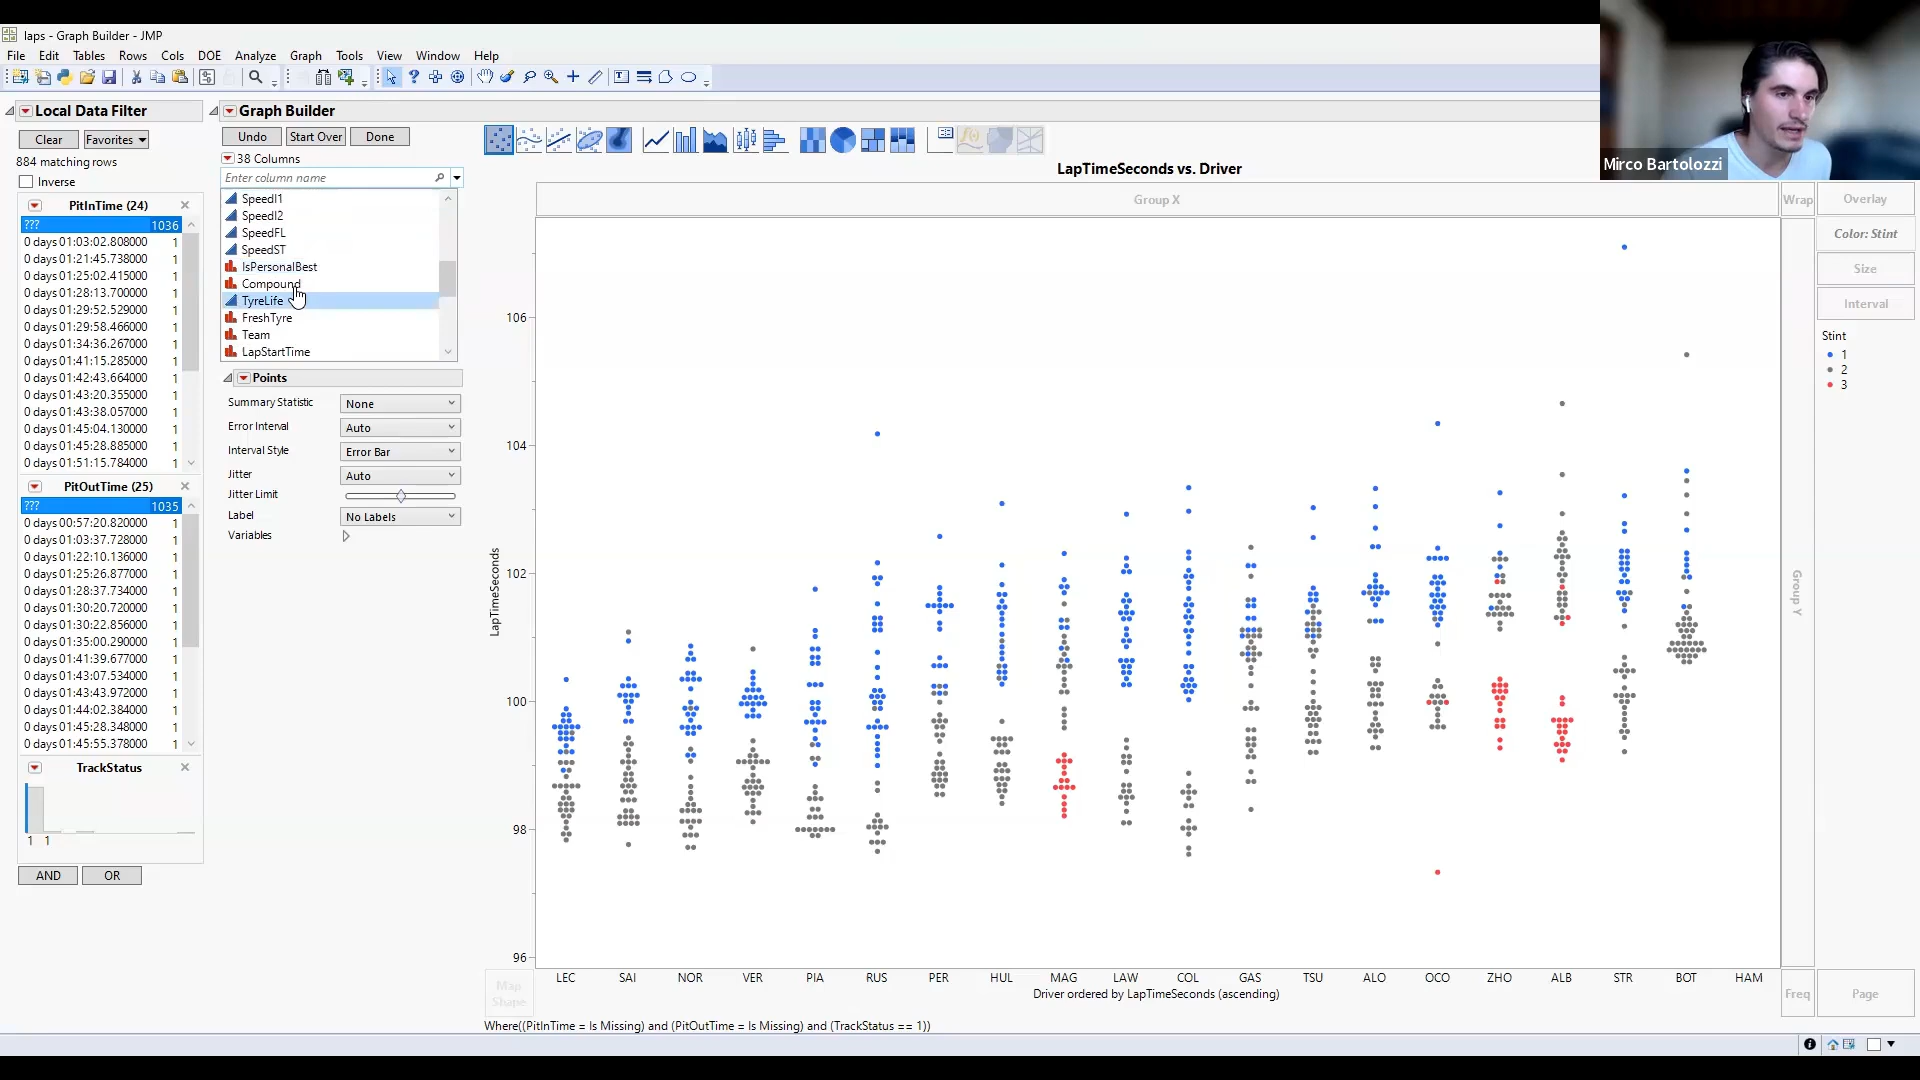 laps - Graph Builder - JMP
File Edit Tables Rows Cols DOE Analyze Graph Tools View Window Help
Local Data Filter
Clear Favorites
884 matching rows
Inverse
PitInTime (24)
??? 1036
0 days 01:03:02.808000 1
0 days 01:21:45.738000 1
0 days 01:25:02.415000 1
0 days 01:28:13.700000 1
0 days 01:29:52.529000 1
0 days 01:29:58.466000 1
0 days 01:34:36.267000 1
0 days 01:41:15.285000 1
0 days 01:42:43.664000 1
0 days 01:43:20.355000 1
0 days 01:43:38.057000 1
0 days 01:45:04.130000 1
0 days 01:45:28.885000 1
0 days 01:51:15.784000 1
PitOutTime (25)
??? 1035
0 days 00:57:20.820000 1
0 days 01:03:37.728000 1
0 days 01:22:10.136000 1
0 days 01:25:26.877000 1
0 days 01:28:37.734000 1
0 days 01:30:20.720000 1
0 days 01:30:22.856000 1
0 days 01:35:00.290000 1
0 days 01:41:39.677000 1
0 days 01:43:07.534000 1
0 days 01:43:43.972000 1
0 days 01:44:02.384000 1
0 days 01:45:28.348000 1
0 days 01:45:55.378000 1
TrackStatus
1 1
AND OR
Graph Builder
Undo Start Over Done
38 Columns
Enter column name
SpeedI1
SpeedI2
SpeedFL
SpeedST
IsPersonalBest
Compound
TyreLife
FreshTyre
Team
LapStartTime
Points
Summary Statistic None
Error Interval Auto
Interval Style Error Bar
Jitter Auto
Jitter Limit
Label No Labels
Variables
LapTimeSeconds vs. Driver
Group X
Wrap
Overlay
Color: Stint
Size
Interval
Stint
1
2
3
Group Y
LapTimeSeconds
106
104
102
100
98
96
LEC SAI NOR VER PIA RUS PER HUL MAG LAW COL GAS TSU ALO OCO ZHO ALB STR BOT HAM
Driver ordered by LapTimeSeconds (ascending)
Map
Shape
Freq
Page
Where((PitInTime = Is Missing) and (PitOutTime = Is Missing) and (TrackStatus == 1))
Mirco Bartolozzi